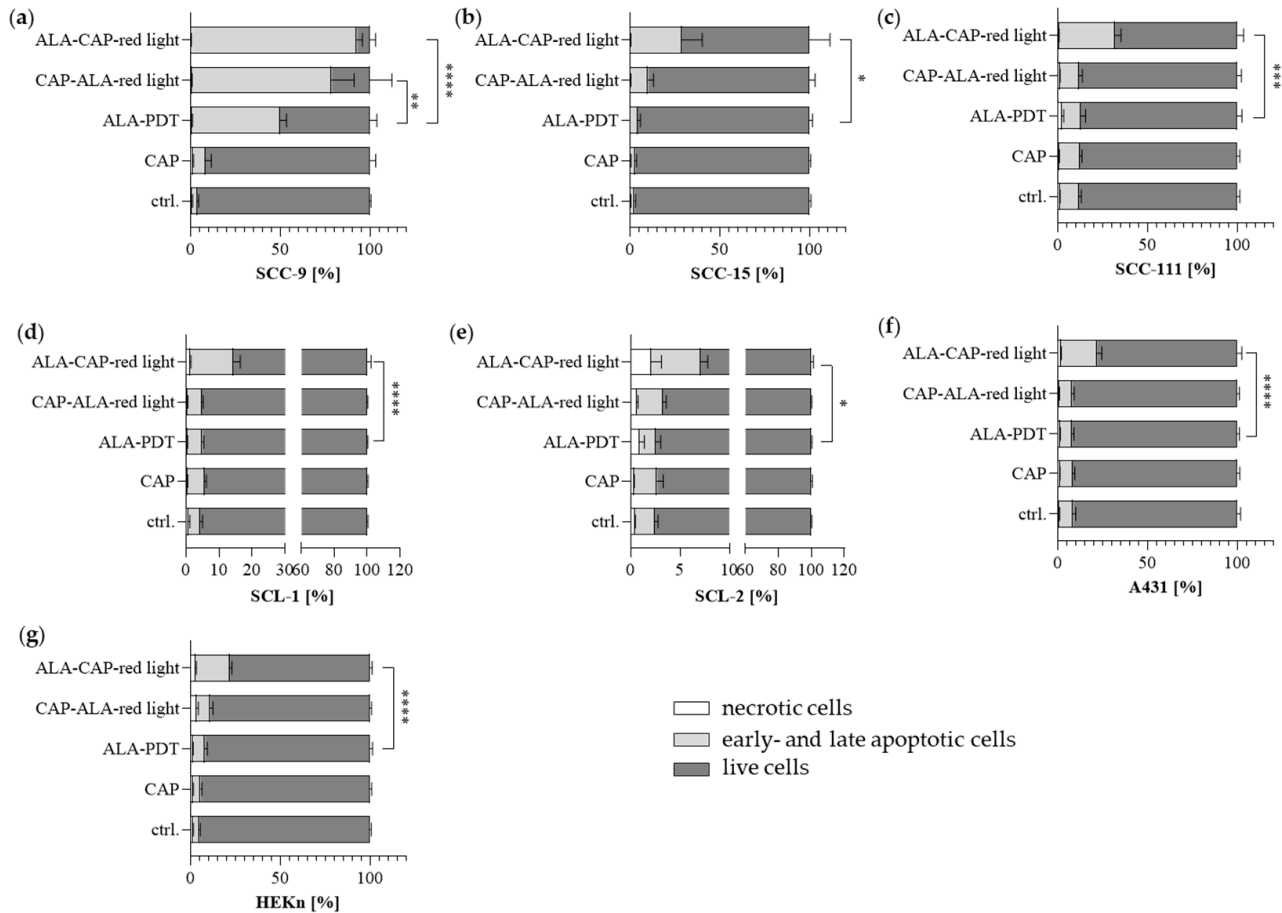 (a)
ALA-CAP-red light
CAP-ALA-red light
ALA-PDT
CAP
ctrl.
**
****
0 50 100
SCC-9 [%]
(b)
ALA-CAP-red light
CAP-ALA-red light
ALA-PDT
CAP
ctrl.
*
0 50 100
SCC-15 [%]
(c)
ALA-CAP-red light
CAP-ALA-red light
ALA-PDT
CAP
ctrl.
***
0 50 100
SCC-111 [%]
(d)
ALA-CAP-red light
CAP-ALA-red light
ALA-PDT
CAP
ctrl.
****
0 10 20 30 60 80 100 120
SCL-1 [%]
(e)
ALA-CAP-red light
CAP-ALA-red light
ALA-PDT
CAP
ctrl.
*
0 5 10 60 80 100 120
SCL-2 [%]
(f)
ALA-CAP-red light
CAP-ALA-red light
ALA-PDT
CAP
ctrl.
****
0 50 100
A431 [%]
(g)
ALA-CAP-red light
CAP-ALA-red light
ALA-PDT
CAP
ctrl.
****
0 50 100
HEKn [%]
necrotic cells
early- and late apoptotic cells
live cells